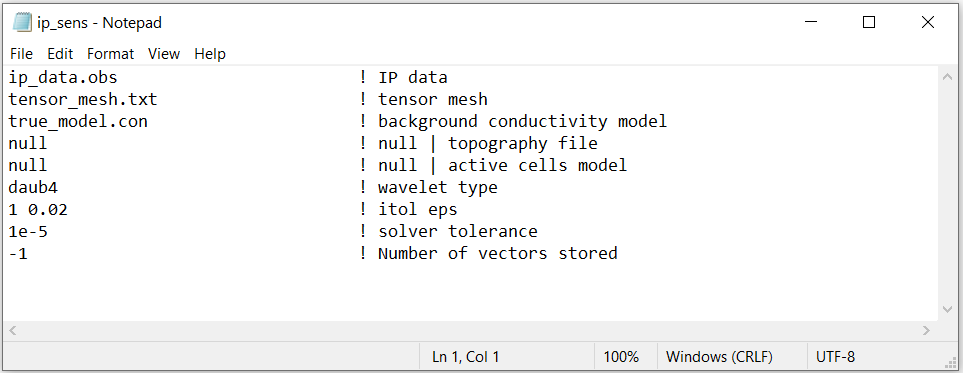 ip_sens - Notepad
File Edit Format View Help
ip_data.obs ! IP data
tensor_mesh.txt ! tensor mesh
true_model.con ! background conductivity model
null ! null | topography file
null ! null | active cells model
daub4 ! wavelet type
1 0.02 ! itol eps
1e-5 ! solver tolerance
-1 ! Number of vectors stored
Ln 1, Col 1 100% Windows (CRLF) UTF-8